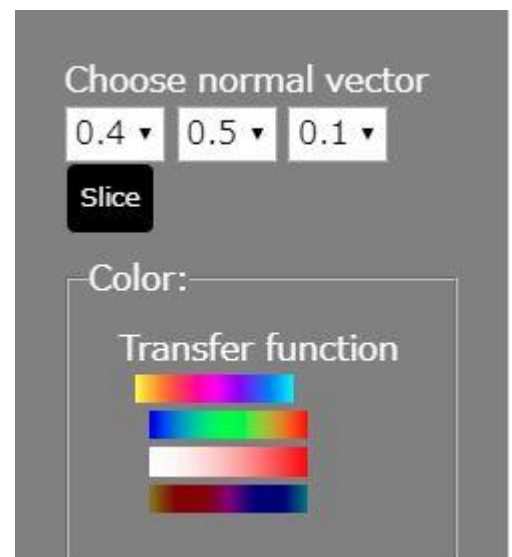 Choose normal vector
0.4 0.5 0.1
Slice
Color:
Transfer function